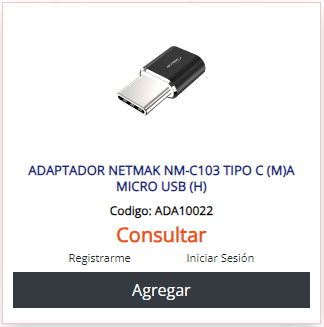 ADAPTADOR NETMAK NM-C103 TIPO C (M)A
MICRO USB (H)
Codigo: ADA10022
Consultar
Registrarme Iniciar Sesión
Agregar